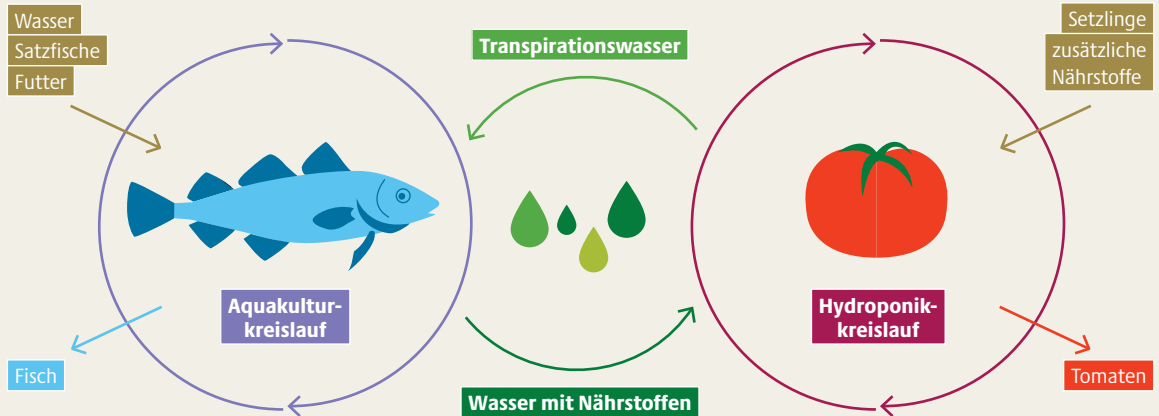 Wasser
Satzfische
Futter
Transpirationswasser
Setzlinge
zusätzliche
Nährstoffe
Aquakultur-
kreislauf
Hydroponik-
kreislauf
Fisch
Wasser mit Nährstoffen
Tomaten